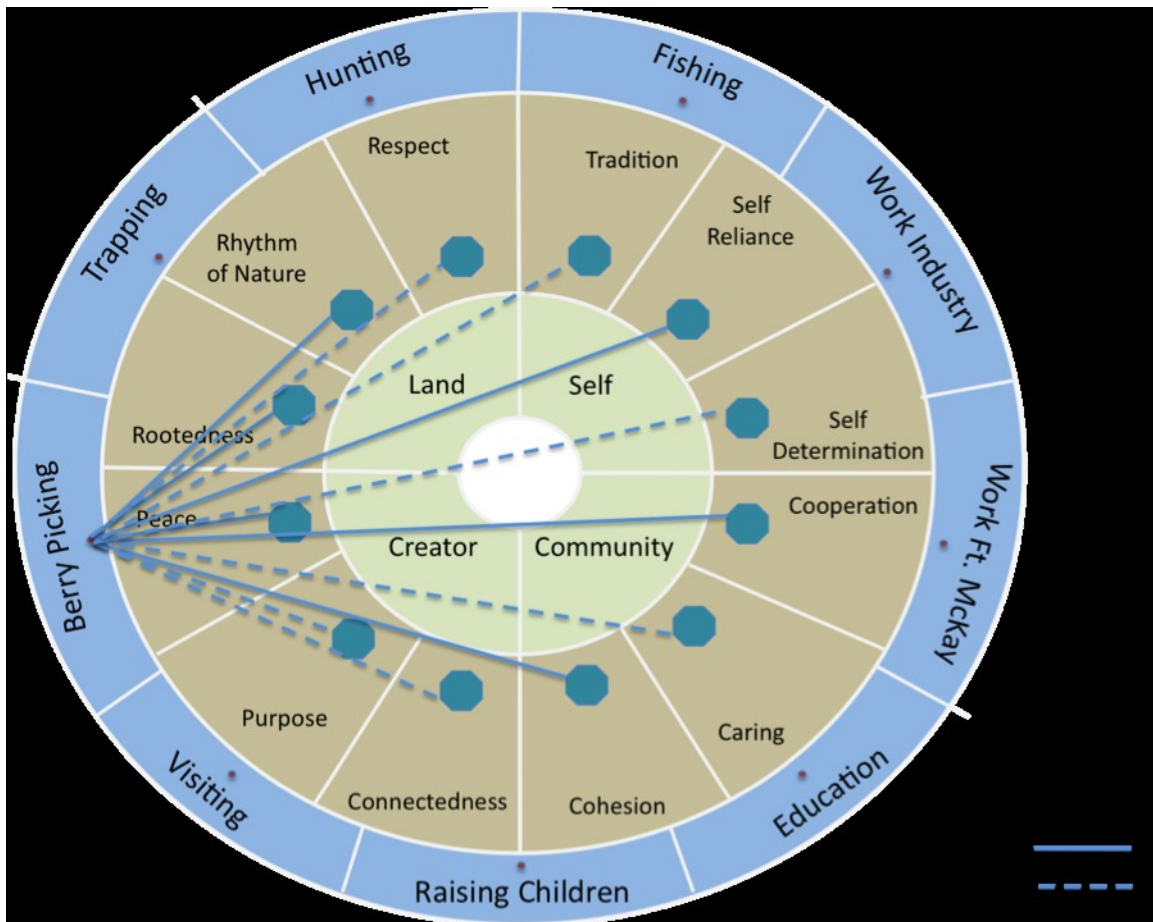 Hunting
Fishing
Respect
Tradition
Trapping
Work Industry
Self
Reliance
Rhythm
of Nature
Land
Self
Rootedness
Self
Determination
Berry Picking
Peace
Cooperation
Work Ft. McKay
Creator
Community
Purpose
Caring
Visiting
Connectedness
Cohesion
Education
Raising Children